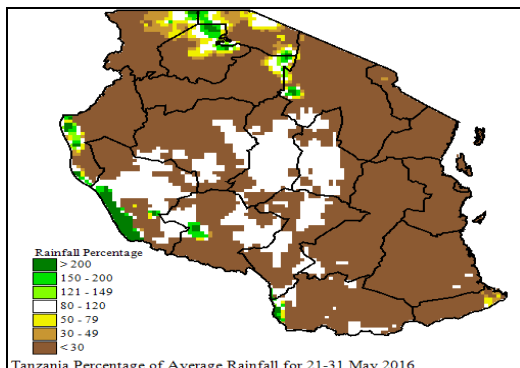 Rainfall Percentage
> 200
150 - 200
121 - 149
80 - 120
50 - 79
30 - 49
< 30
Tanzania Percentage of Average Rainfall for 21-31 May 2016